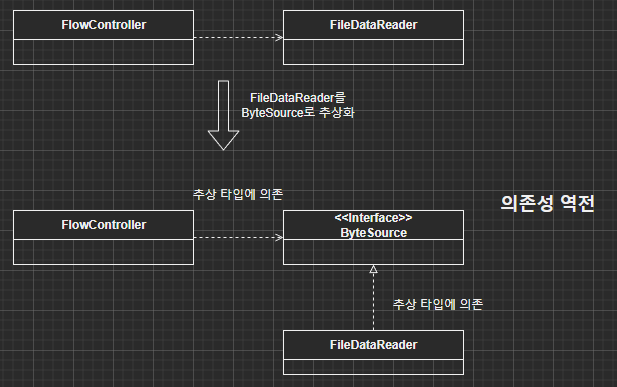 FlowController
FileDataReader
FileDataReader를
ByteSource로 추상화
추상 타입에 의존
의존성 역전
FlowController
<<Interface>>
ByteSource
추상 타입에 의존
FileDataReader